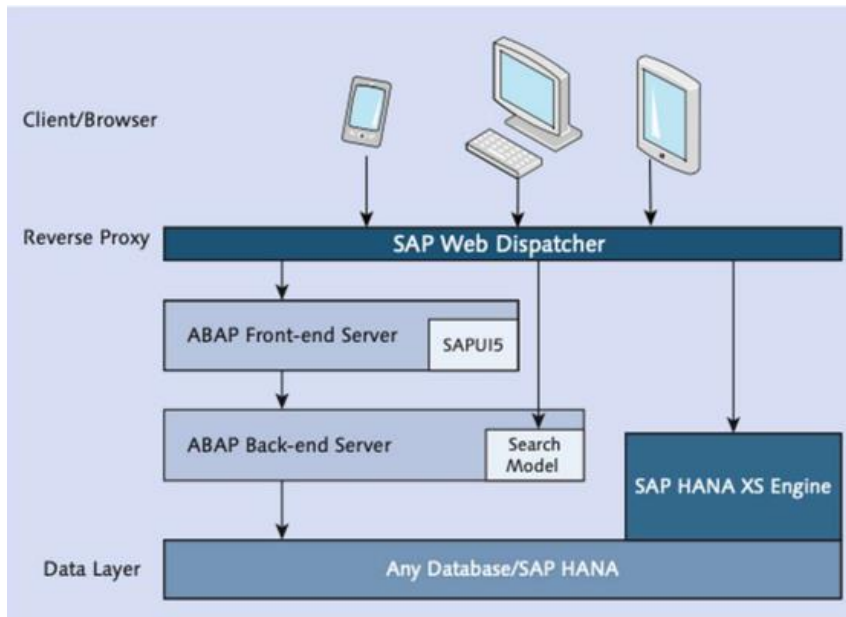 Client/Browser
Reverse Proxy
SAP Web Dispatcher
ABAP Front-end Server
SAPUI5
ABAP Back-end Server
Search
Model
SAP HANA XS Engine
Data Layer
Any Database/SAP HANA